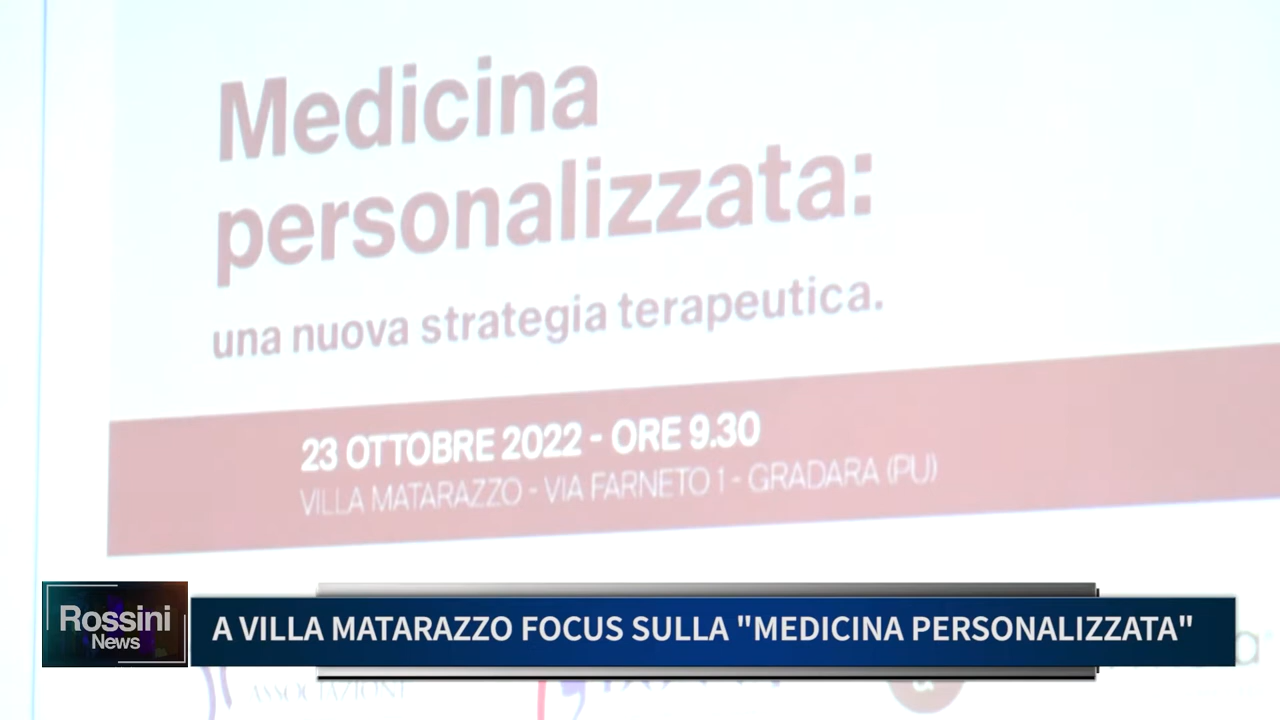 Medicina
personalizzata:
una nuova strategia terapeutica.
23 OTTOBRE 2022 - ORE 9.30
VILLA MATARAZZO - VIA FARNETO 1 - GRADARA (PU)
Rossini
News
A VILLA MATARAZZO FOCUS SULLA "MEDICINA PERSONALIZZATA"